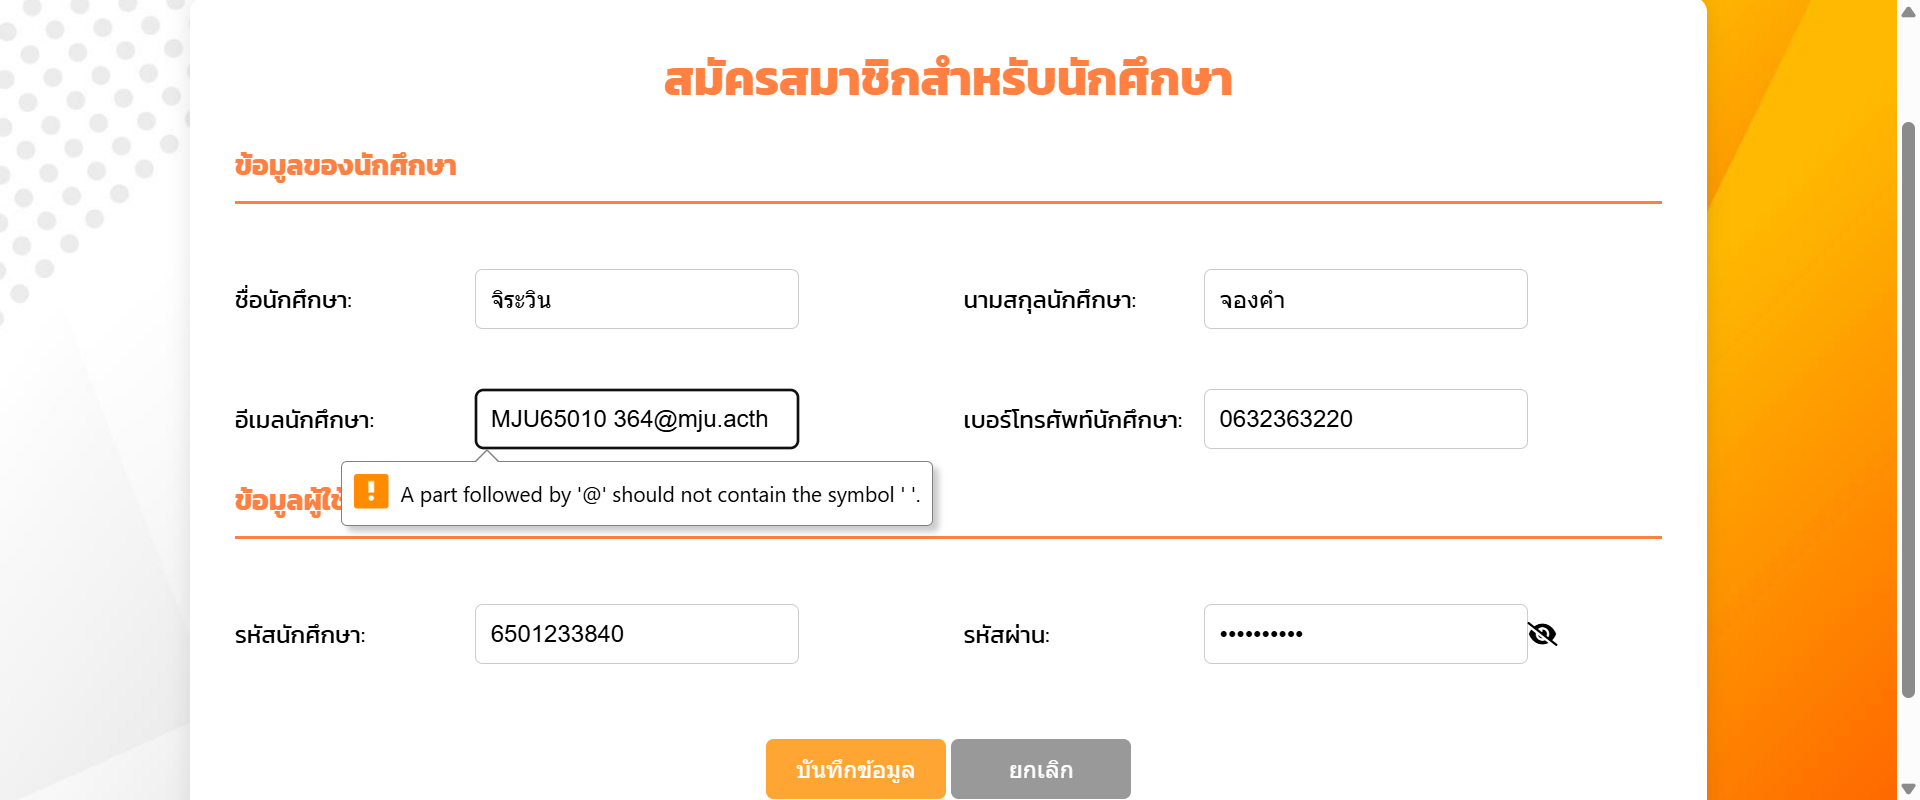 สมัครสมาชิกสำหรับนักศึกษา
ข้อมูลของนักศึกษา
ชื่อนักศึกษา: จิระวิน นามสกุลนักศึกษา: จองคำ
อีเมลนักศึกษา: MJU65010 364@mju.acth เบอร์โทรศัพท์นักศึกษา: 0632363220
A part followed by '@' should not contain the symbol ' '.
ข้อมูลผู้ใช้
รหัสนักศึกษา: 6501233840 รหัสผ่าน: ••••••••••
บันทึกข้อมูล ยกเลิก